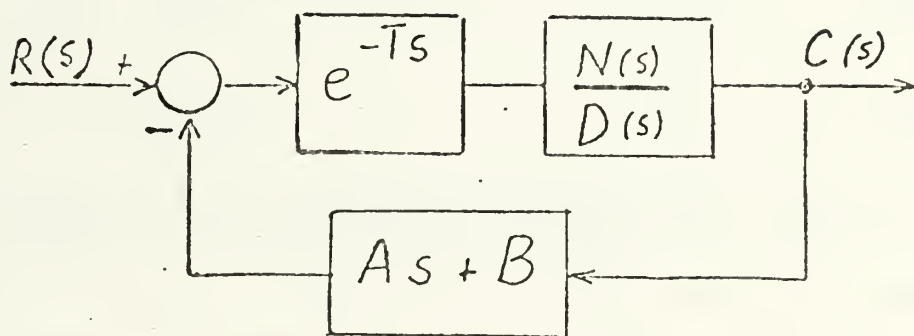 R(s) +
-
e^{-Ts}
N(s)
D(s)
C(s)
As + B